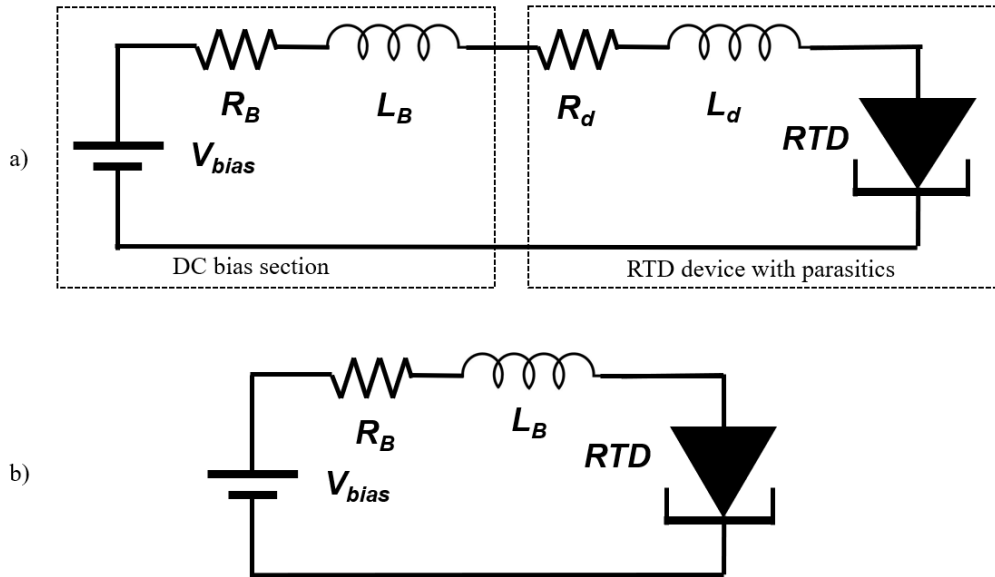 R_B
L_B
R_d
L_d
RTD
V_bias
a)
DC bias section
RTD device with parasitics
R_B
L_B
RTD
V_bias
b)